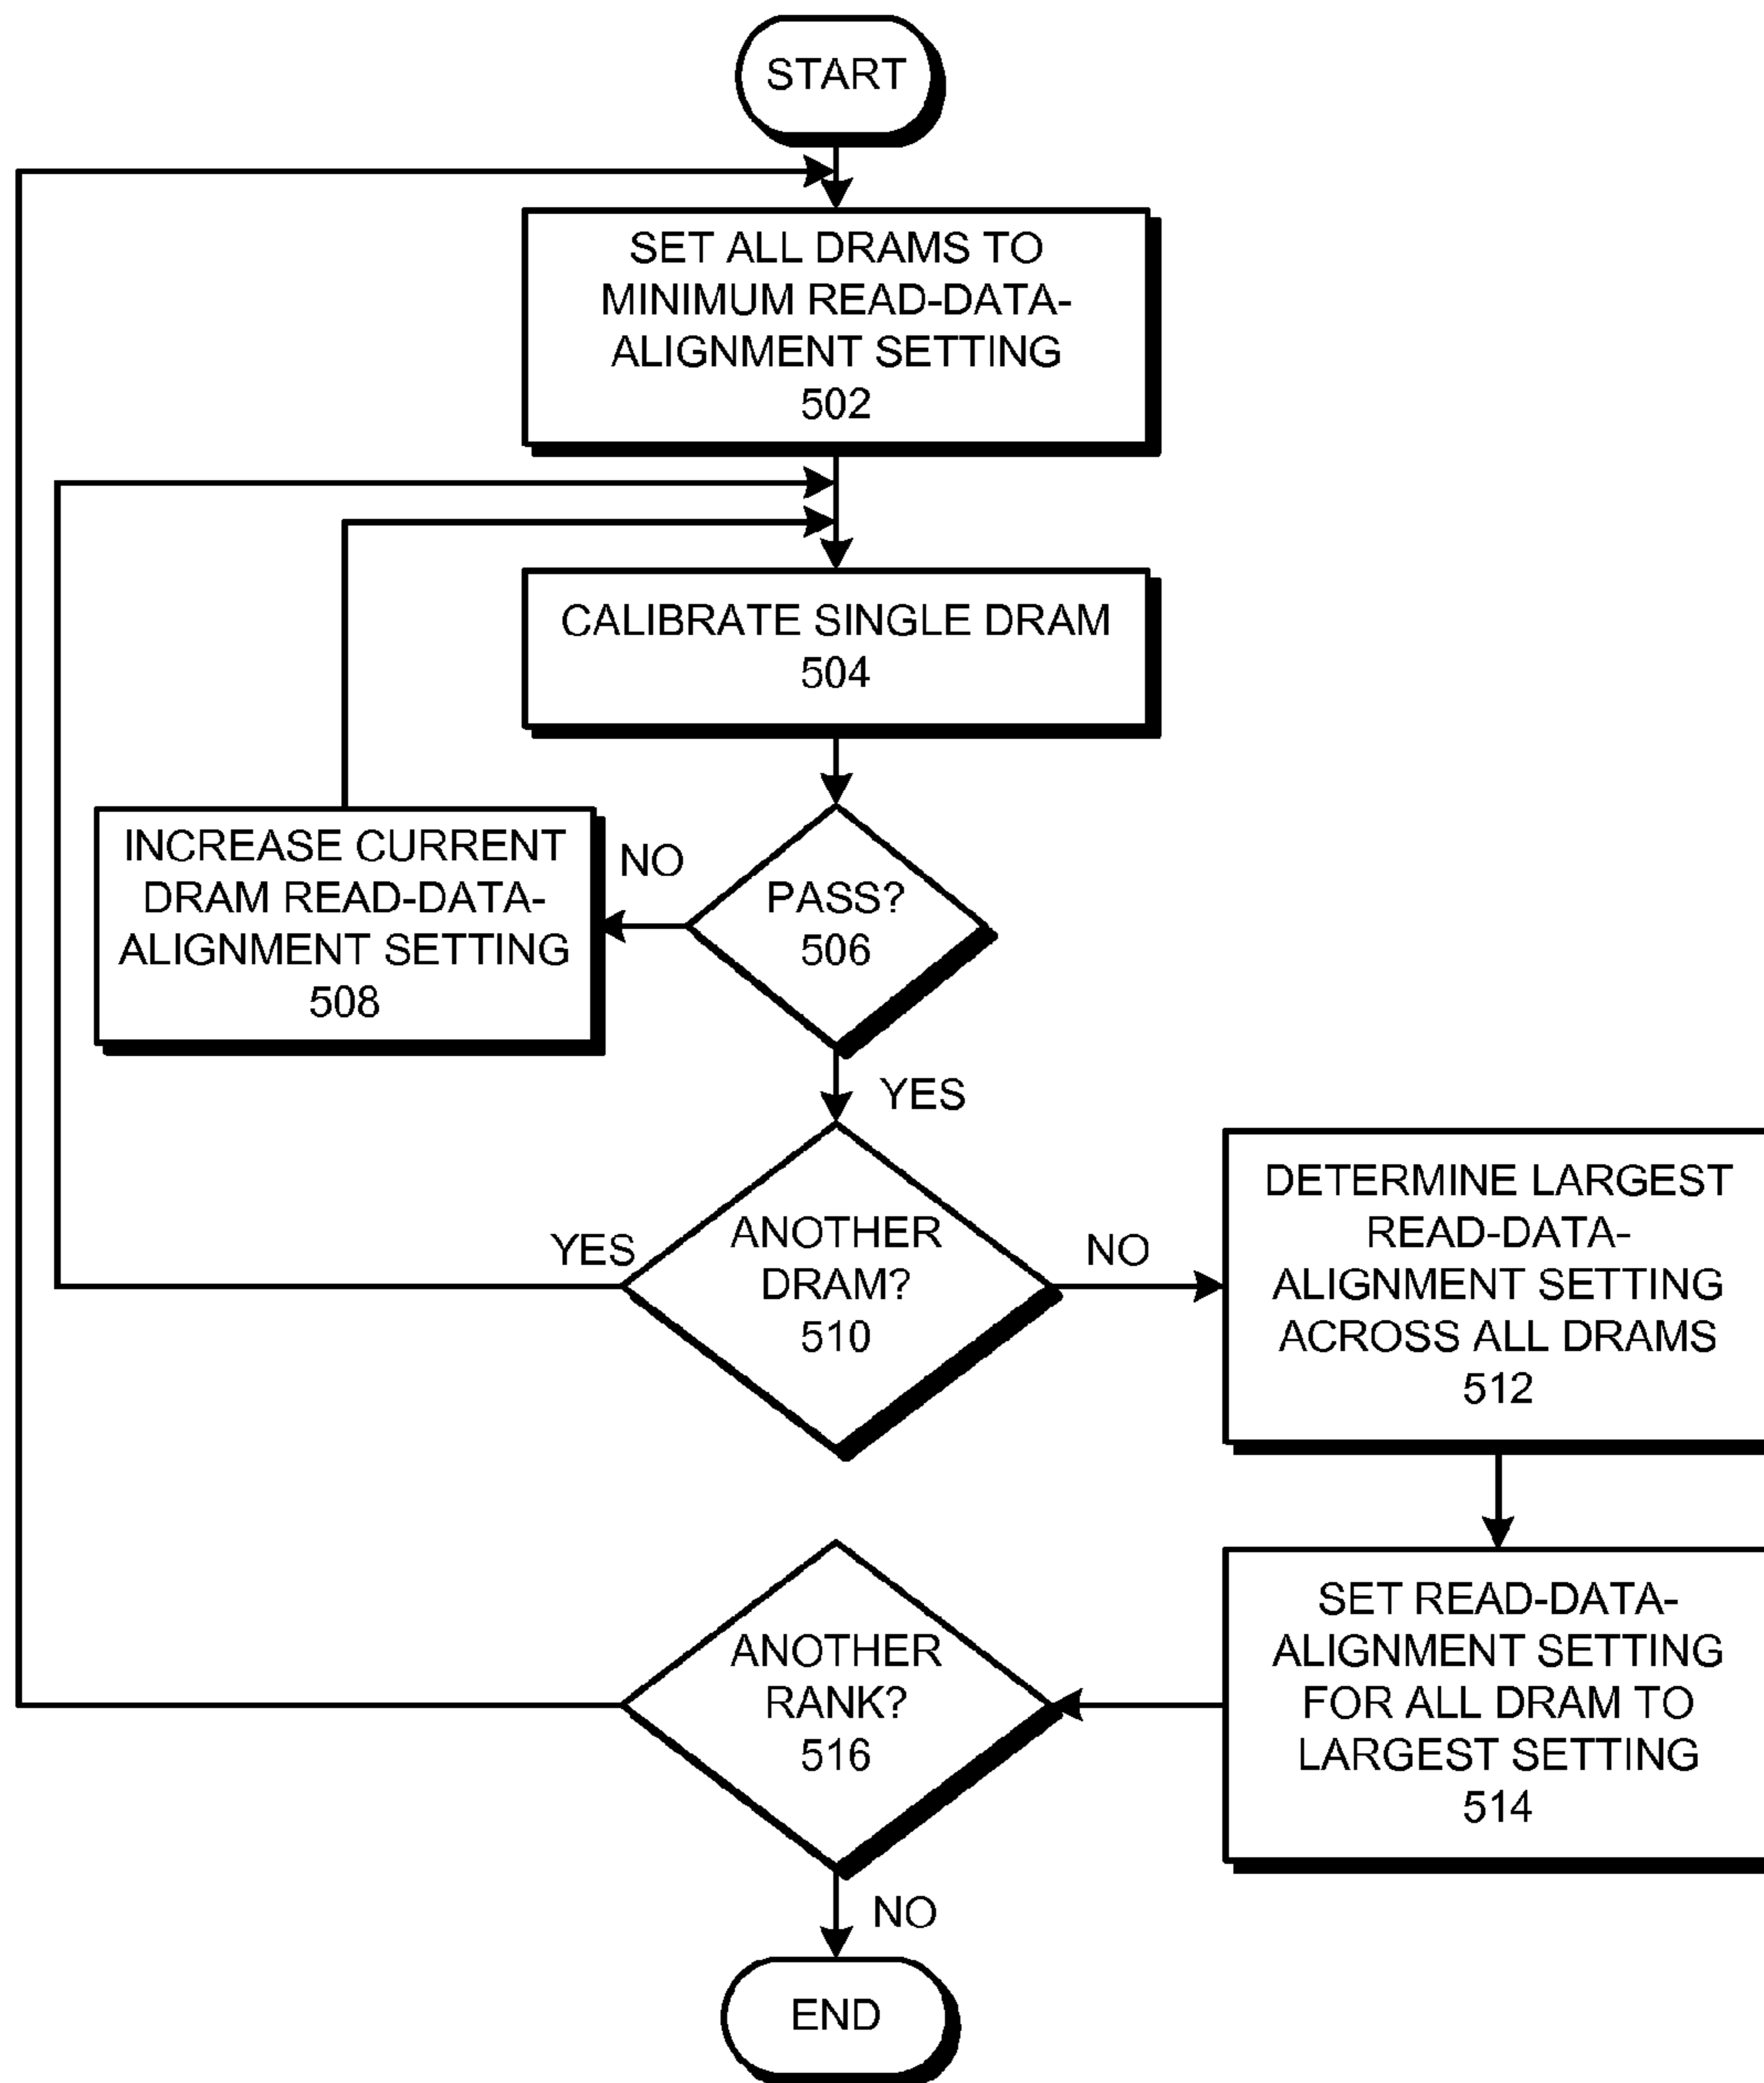 START
SET ALL DRAMS TO
MINIMUM READ-DATA-
ALIGNMENT SETTING
502
CALIBRATE SINGLE DRAM
504
INCREASE CURRENT
DRAM READ-DATA-
ALIGNMENT SETTING
508
NO
PASS?
506
YES
YES
ANOTHER
DRAM?
510
NO
DETERMINE LARGEST
READ-DATA-
ALIGNMENT SETTING
ACROSS ALL DRAMS
512
SET READ-DATA-
ALIGNMENT SETTING
FOR ALL DRAM TO
LARGEST SETTING
514
ANOTHER
RANK?
516
NO
END